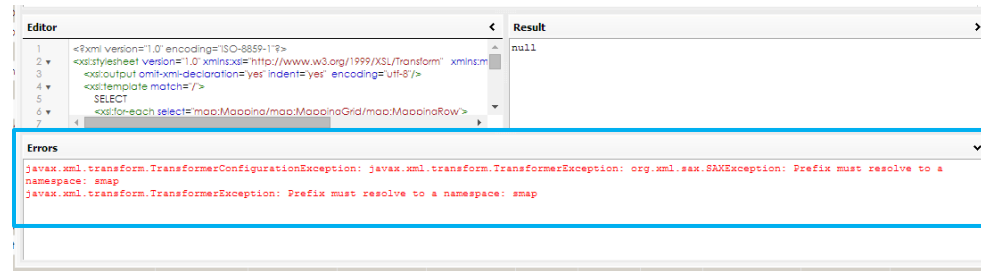 Editor
Result
1 <?xml version="1.0" encoding="ISO-8859-1"?>
2 <xsl:stylesheet version="1.0" xmlns:xsl="http://www.w3.org/1999/XSL/Transform" xmlns:m
3 <xsl:output omit-xml-declaration="yes" indent="yes" encoding="utf-8"/>
4 <xsl:template match="/">
5 SELECT
6 <xsl:for-each select="map:Mapping/map:MappingGrid/map:MappingRow">
7
null
Errors
javax.xml.transform.TransformerConfigurationException: javax.xml.transform.TransformerException: org.xml.sax.SAXException: Prefix must resolve to a
namespace: smap
javax.xml.transform.TransformerException: Prefix must resolve to a namespace: smap